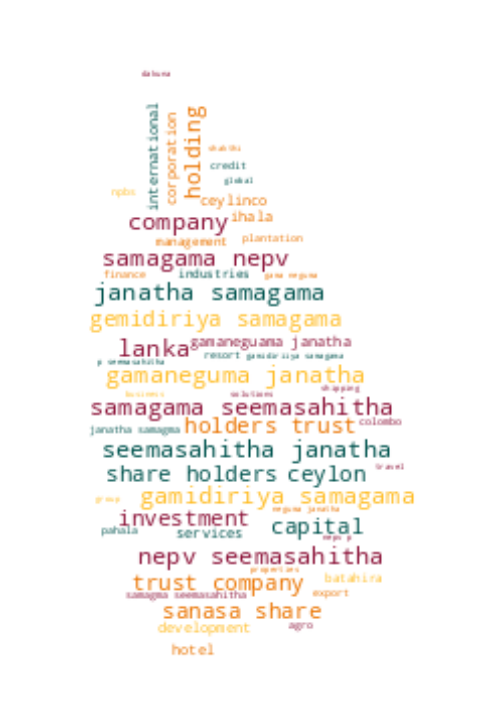 dakuna
international
corporation
holding
shakthi
credit
global
npbs
ceylinco
company
ihala
management
plantation
samagama nepv
finance
industries
gama neguma
janatha samagama
gemidiriya samagama
lanka
gamaneguama janatha
resort
gamidiriiya samagama
p seemasahitha
gamaneguma janatha
business
solutions
shipping
samagama seemasahitha
janatha samagma
holders trust
colombo
seemasahitha janatha
share holders
ceylon
travel
group
gamidiriya samagama
neguma janatha
investment
capital
pahala
services
nepv p
nepv seemasahitha
properties
trust company
batahira
samagma seemasahitha
export
sanasa share
development
agro
hotel